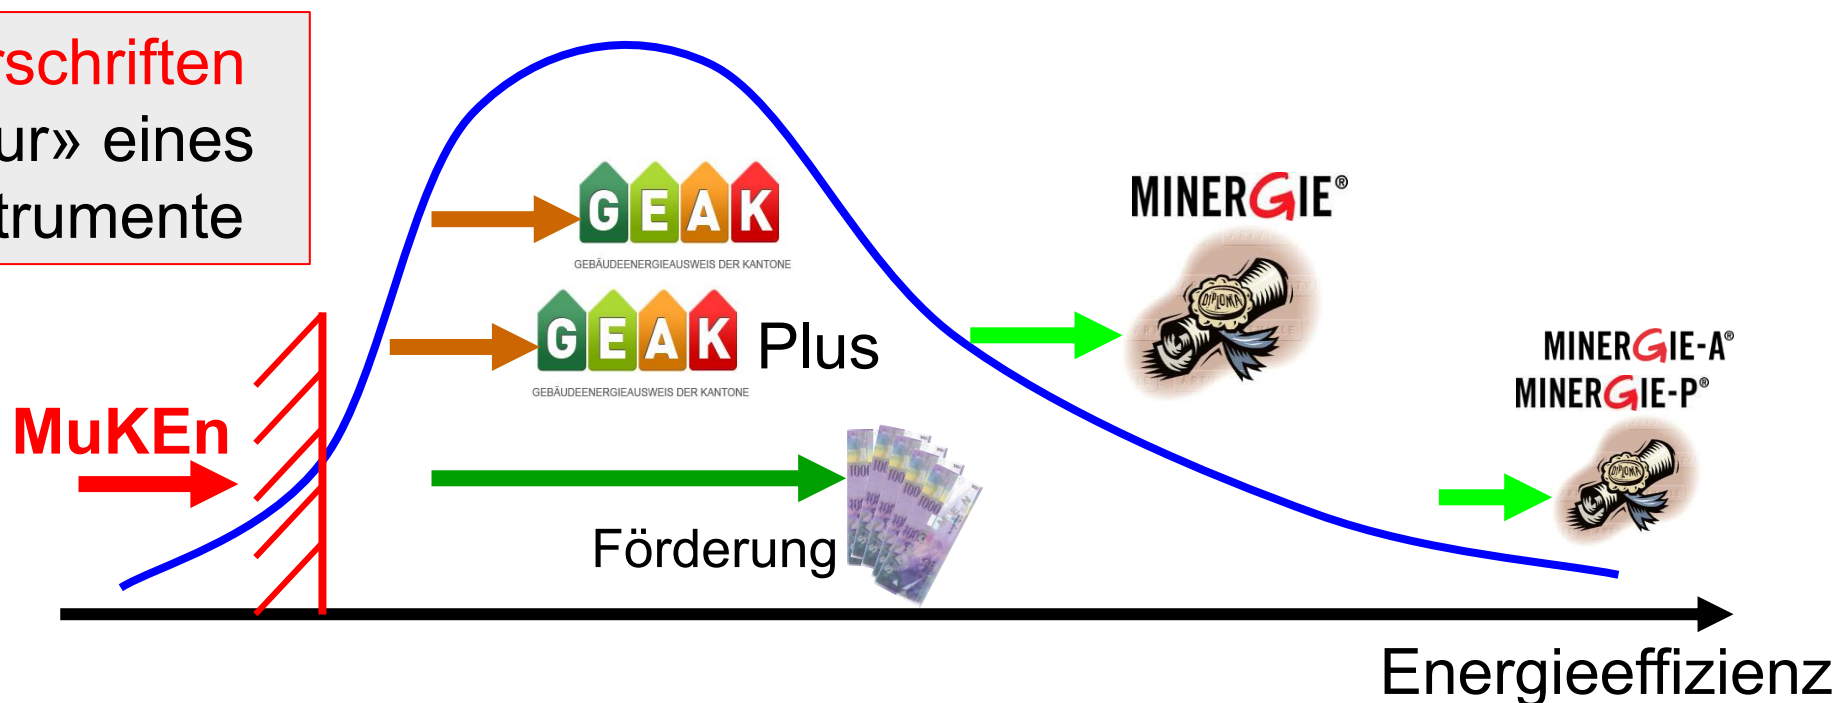 rschriften
ur» eines
trumente
MINERGIE®
GEAK
GEBÄUDEENERGIEAUSWEIS DER KANTONE
DIPLOMA
GEAK Plus
GEBÄUDEENERGIEAUSWEIS DER KANTONE
MINERGIE-A®
MINERGIE-P®
MuKEn
DIPLOMA
Förderung
1000
Energieeffizienz